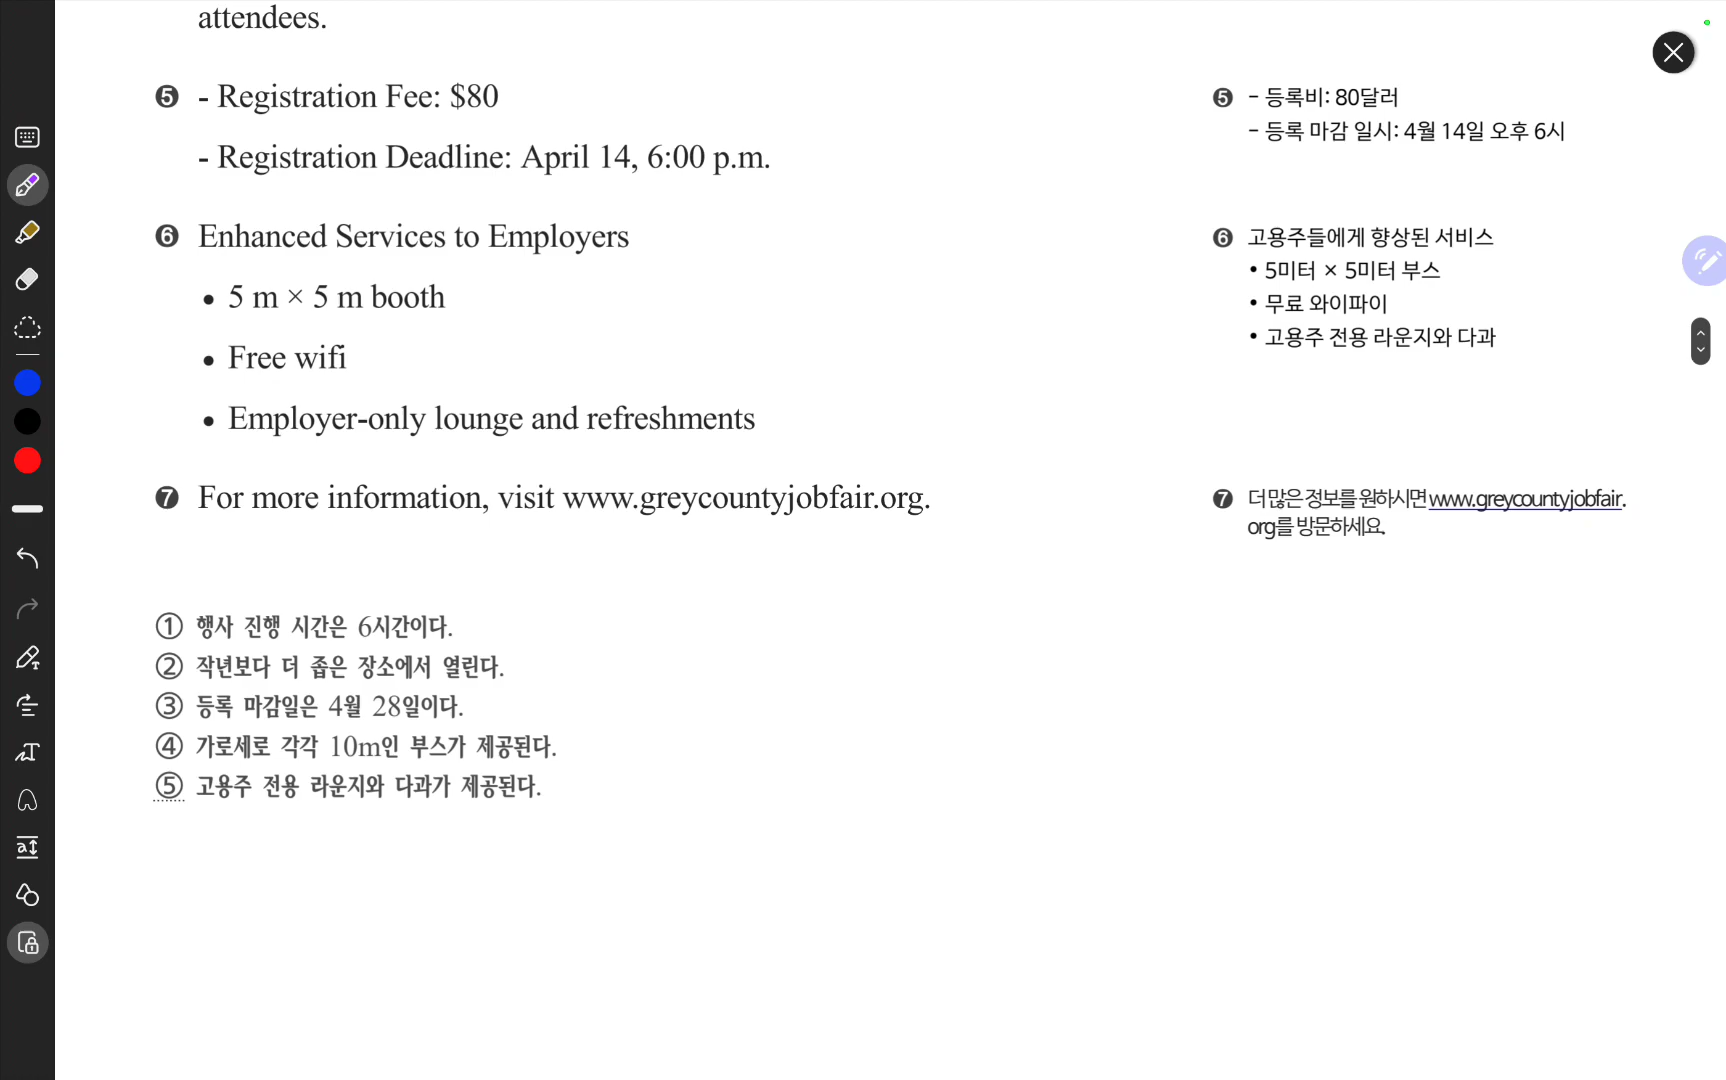 attendees.
❺ - Registration Fee: $80
- Registration Deadline: April 14, 6:00 p.m.
❻ Enhanced Services to Employers
• 5 m × 5 m booth
• Free wifi
• Employer-only lounge and refreshments
❼ For more information, visit www.greycountyjobfair.org.
❺ - 등록비: 80달러
- 등록 마감 일시: 4월 14일 오후 6시
❻ 고용주들에게 향상된 서비스
• 5미터 × 5미터 부스
• 무료 와이파이
• 고용주 전용 라운지와 다과
❼ 더 많은 정보를 원하시면 www.greycountyjobfair.
org를 방문하세요.
① 행사 진행 시간은 6시간이다.
② 작년보다 더 좁은 장소에서 열린다.
③ 등록 마감일은 4월 28일이다.
④ 가로세로 각각 10m인 부스가 제공된다.
⑤ 고용주 전용 라운지와 다과가 제공된다.